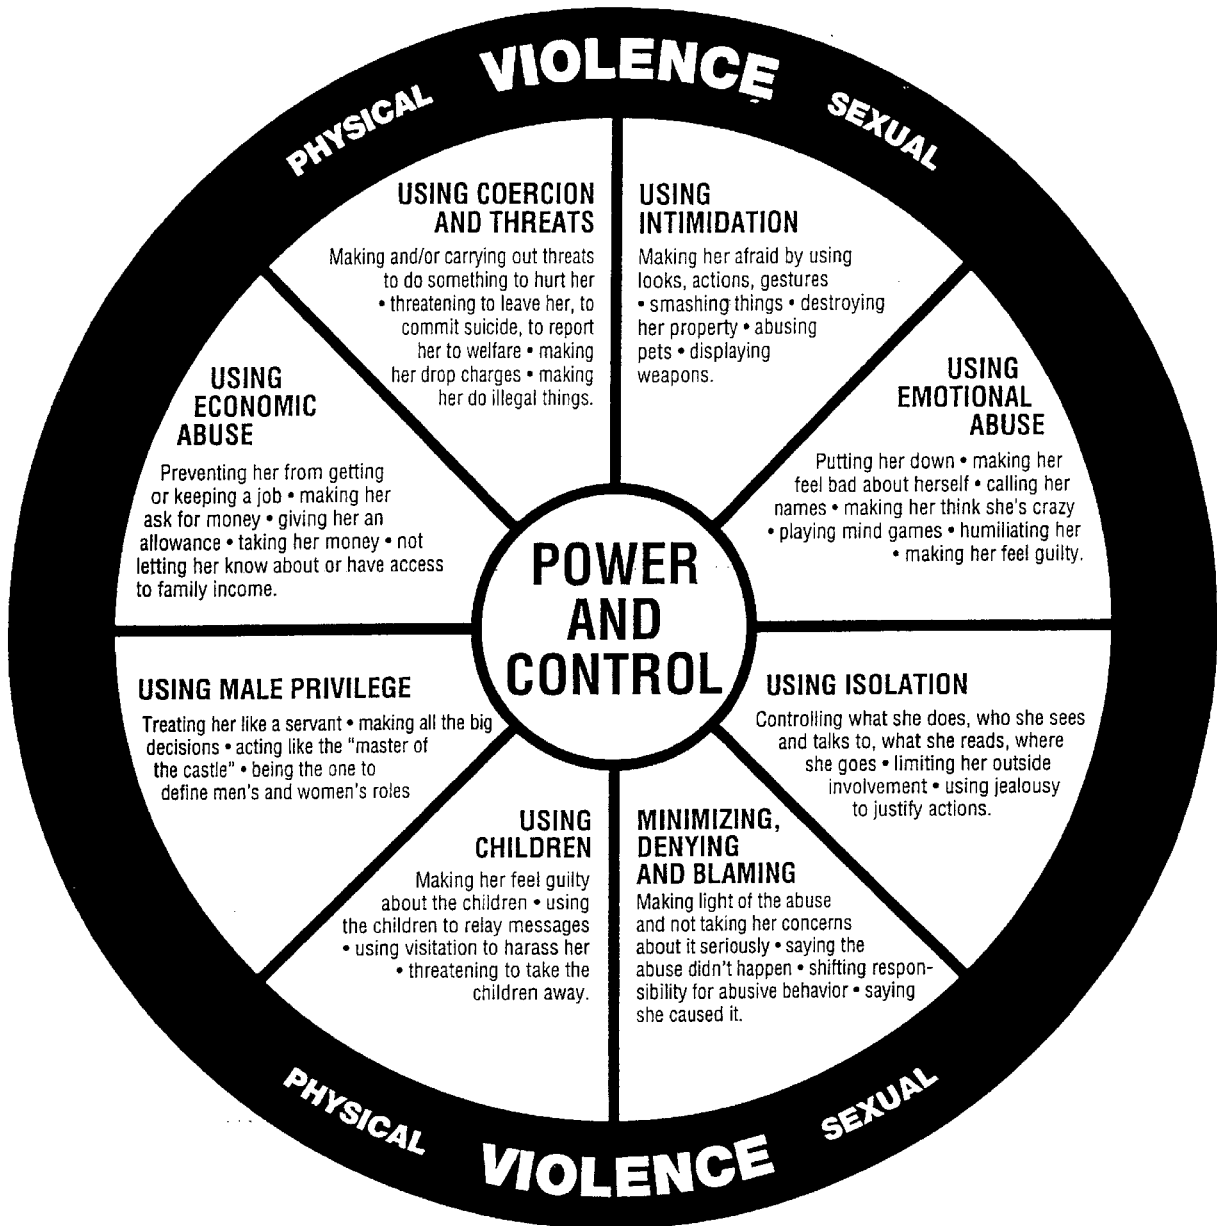 PHYSICAL VIOLENCE SEXUAL
USING COERCION
AND THREATS
Making and/or carrying out threats
to do something to hurt her
• threatening to leave her, to
commit suicide, to report
her to welfare • making
her drop charges • making
her do illegal things.
USING
INTIMIDATION
Making her afraid by using
looks, actions, gestures
• smashing things • destroying
her property • abusing
pets • displaying
weapons.
USING
EMOTIONAL
ABUSE
Putting her down • making her
feel bad about herself • calling her
names • making her think she's crazy
• playing mind games • humiliating her
• making her feel guilty.
USING ISOLATION
Controlling what she does, who she sees
and talks to, what she reads, where
she goes • limiting her outside
involvement • using jealousy
to justify actions.
MINIMIZING,
DENYING
AND BLAMING
Making light of the abuse
and not taking her concerns
about it seriously • saying the
abuse didn't happen • shifting respon-
sibility for abusive behavior • saying
she caused it.
USING
CHILDREN
Making her feel guilty
about the children • using
the children to relay messages
• using visitation to harass her
• threatening to take the
children away.
USING MALE PRIVILEGE
Treating her like a servant • making all the big
decisions • acting like the "master of
the castle" • being the one to
define men's and women's roles
USING
ECONOMIC
ABUSE
Preventing her from getting
or keeping a job • making her
ask for money • giving her an
allowance • taking her money • not
letting her know about or have access
to family income.
POWER
AND
CONTROL
PHYSICAL VIOLENCE SEXUAL